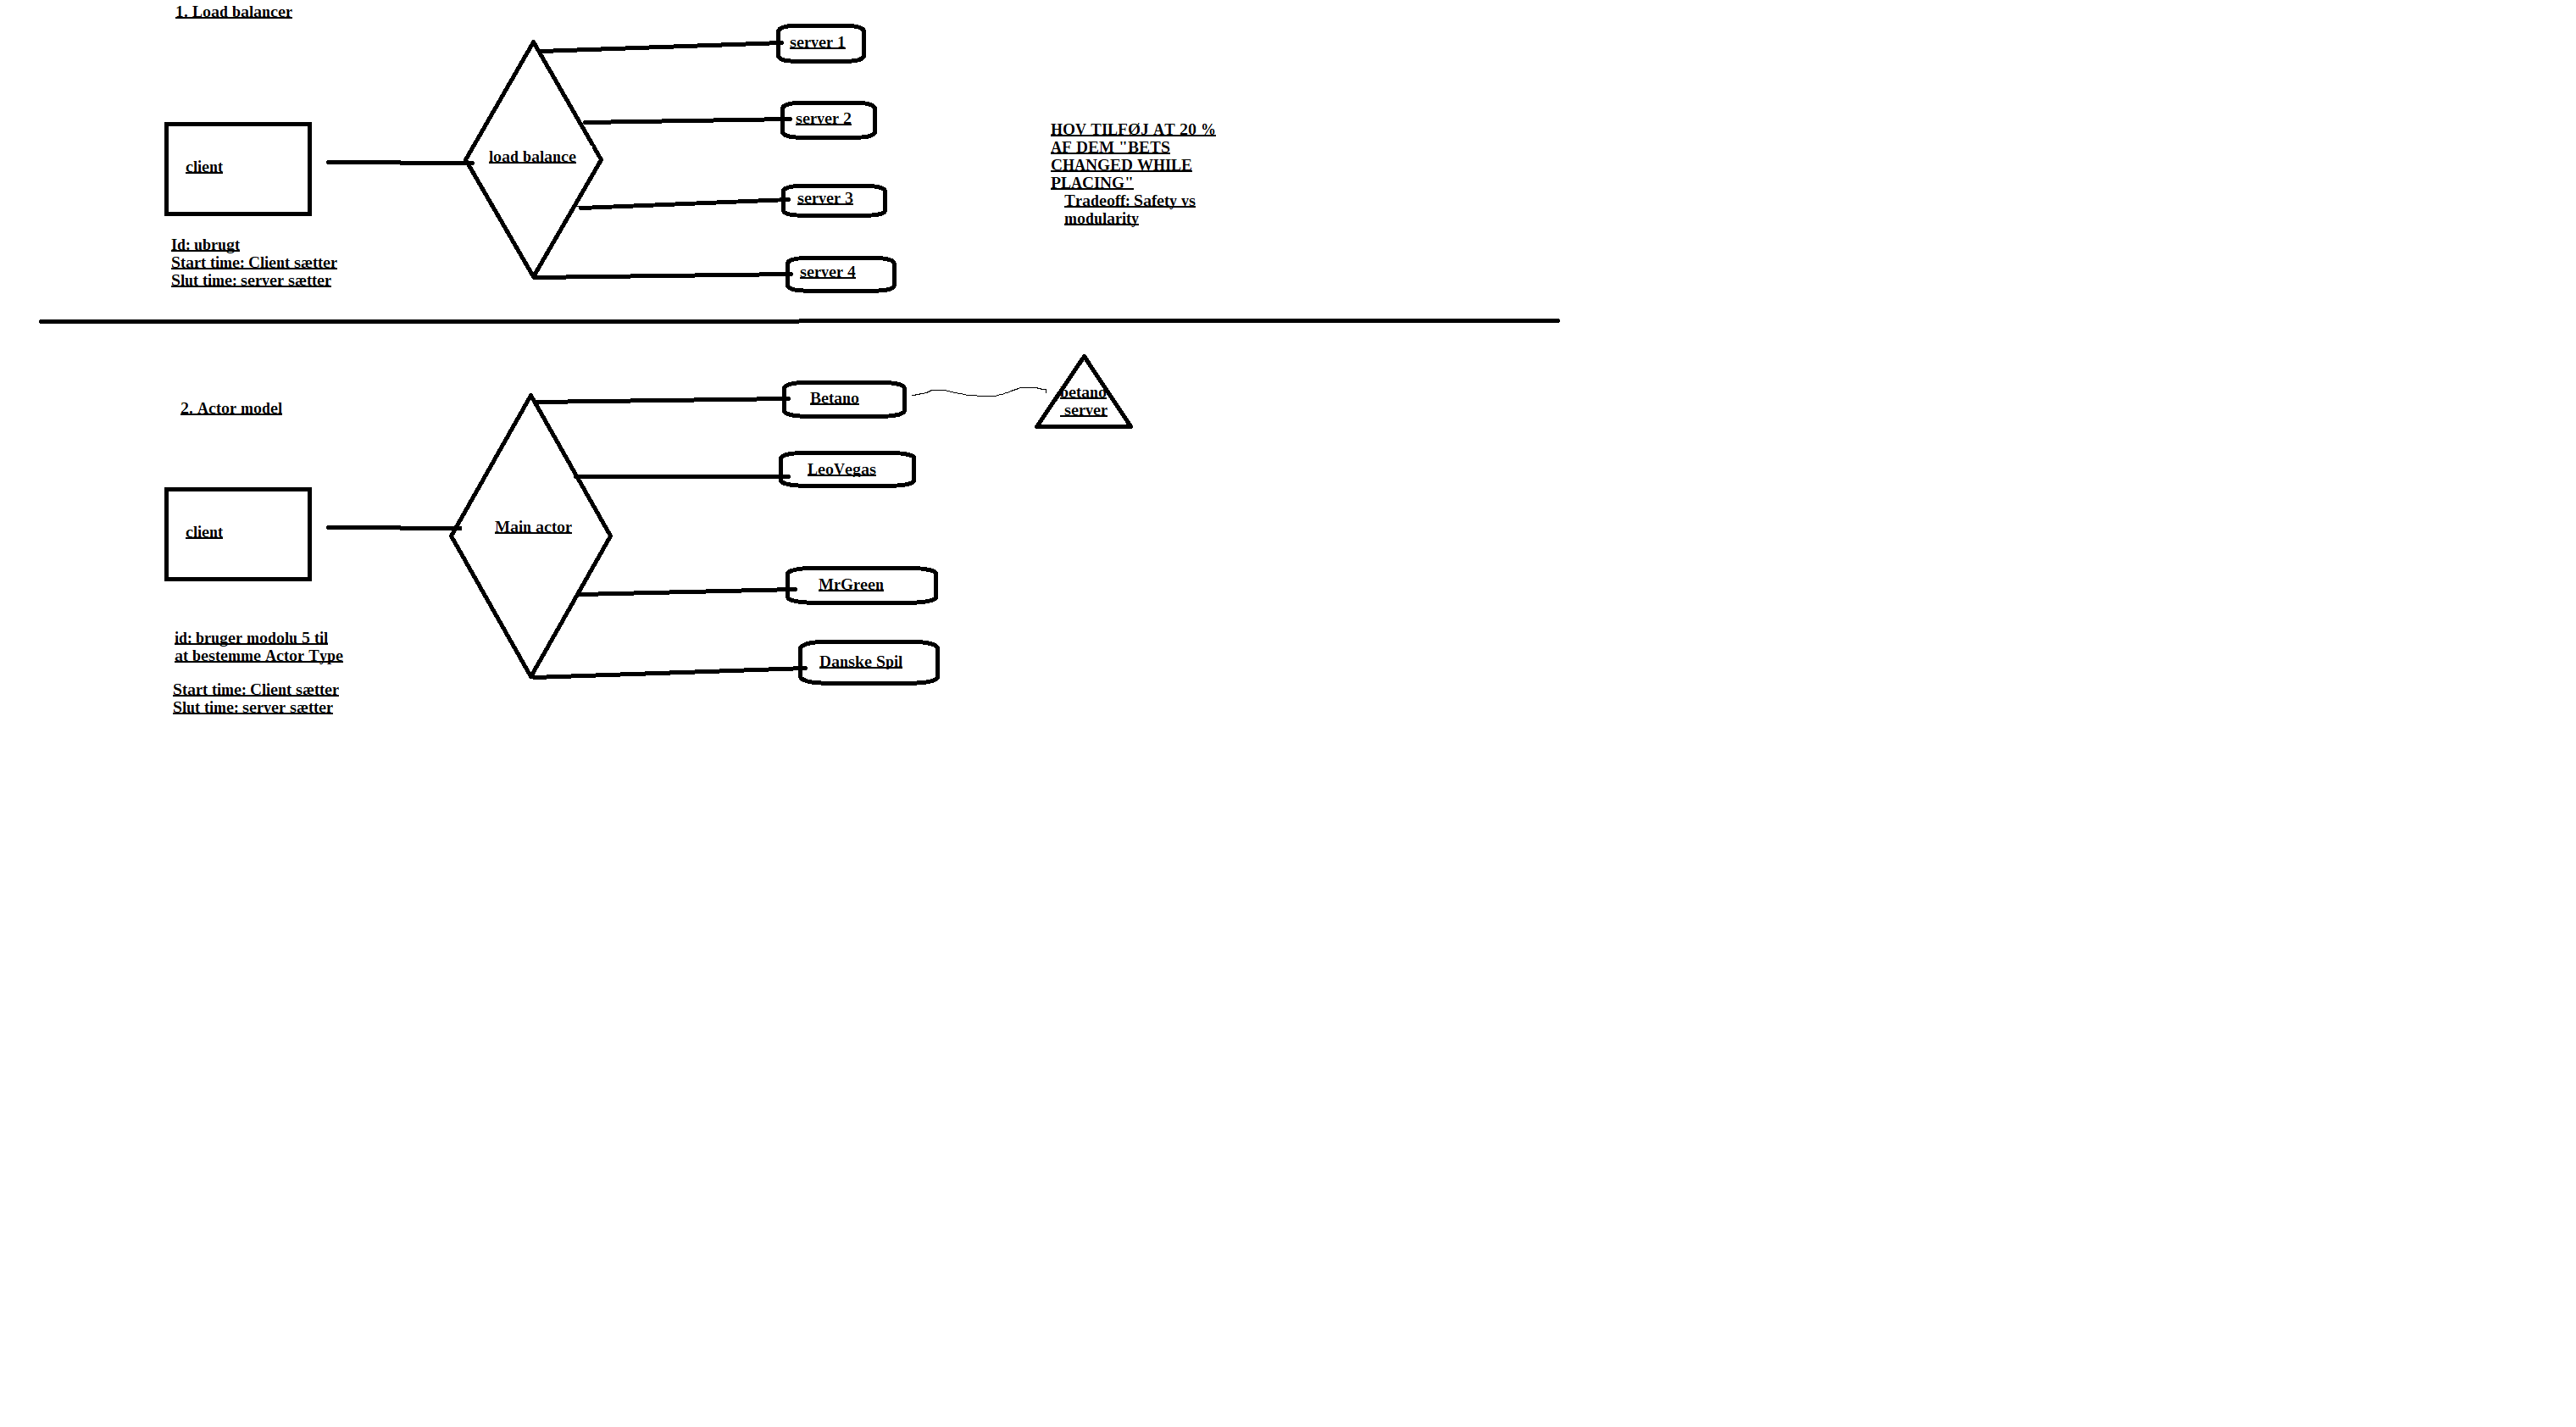 1. Load balancer
server 1
server 2
client
load balance
server 3
server 4
Id: ubrugt
Start time: Client sætter
Slut time: server sætter
HOV TILFØJ AT 20 %
AF DEM "BETS
CHANGED WHILE
PLACING"
Tradeoff: Safety vs
modularity
2. Actor model
Betano
betano
server
LeoVegas
client
Main actor
MrGreen
Danske Spil
id: bruger modolu 5 til
at bestemme Actor Type
Start time: Client sætter
Slut time: server sætter